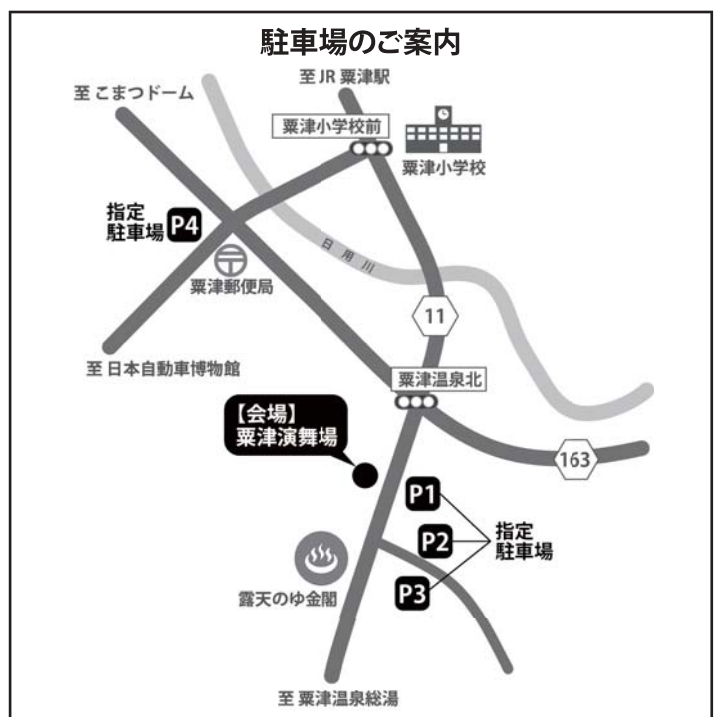 駐車場のご案内
至 JR 粟津駅
至 こまつドーム
粟津小学校前
粟津小学校
指定
駐車場
P4
粟津郵便局
日用川
11
至 日本自動車博物館
粟津温泉北
【会場】
粟津演舞場
163
P1
P2
P3
指定
駐車場
露天のゆ金閣
至 粟津温泉総湯